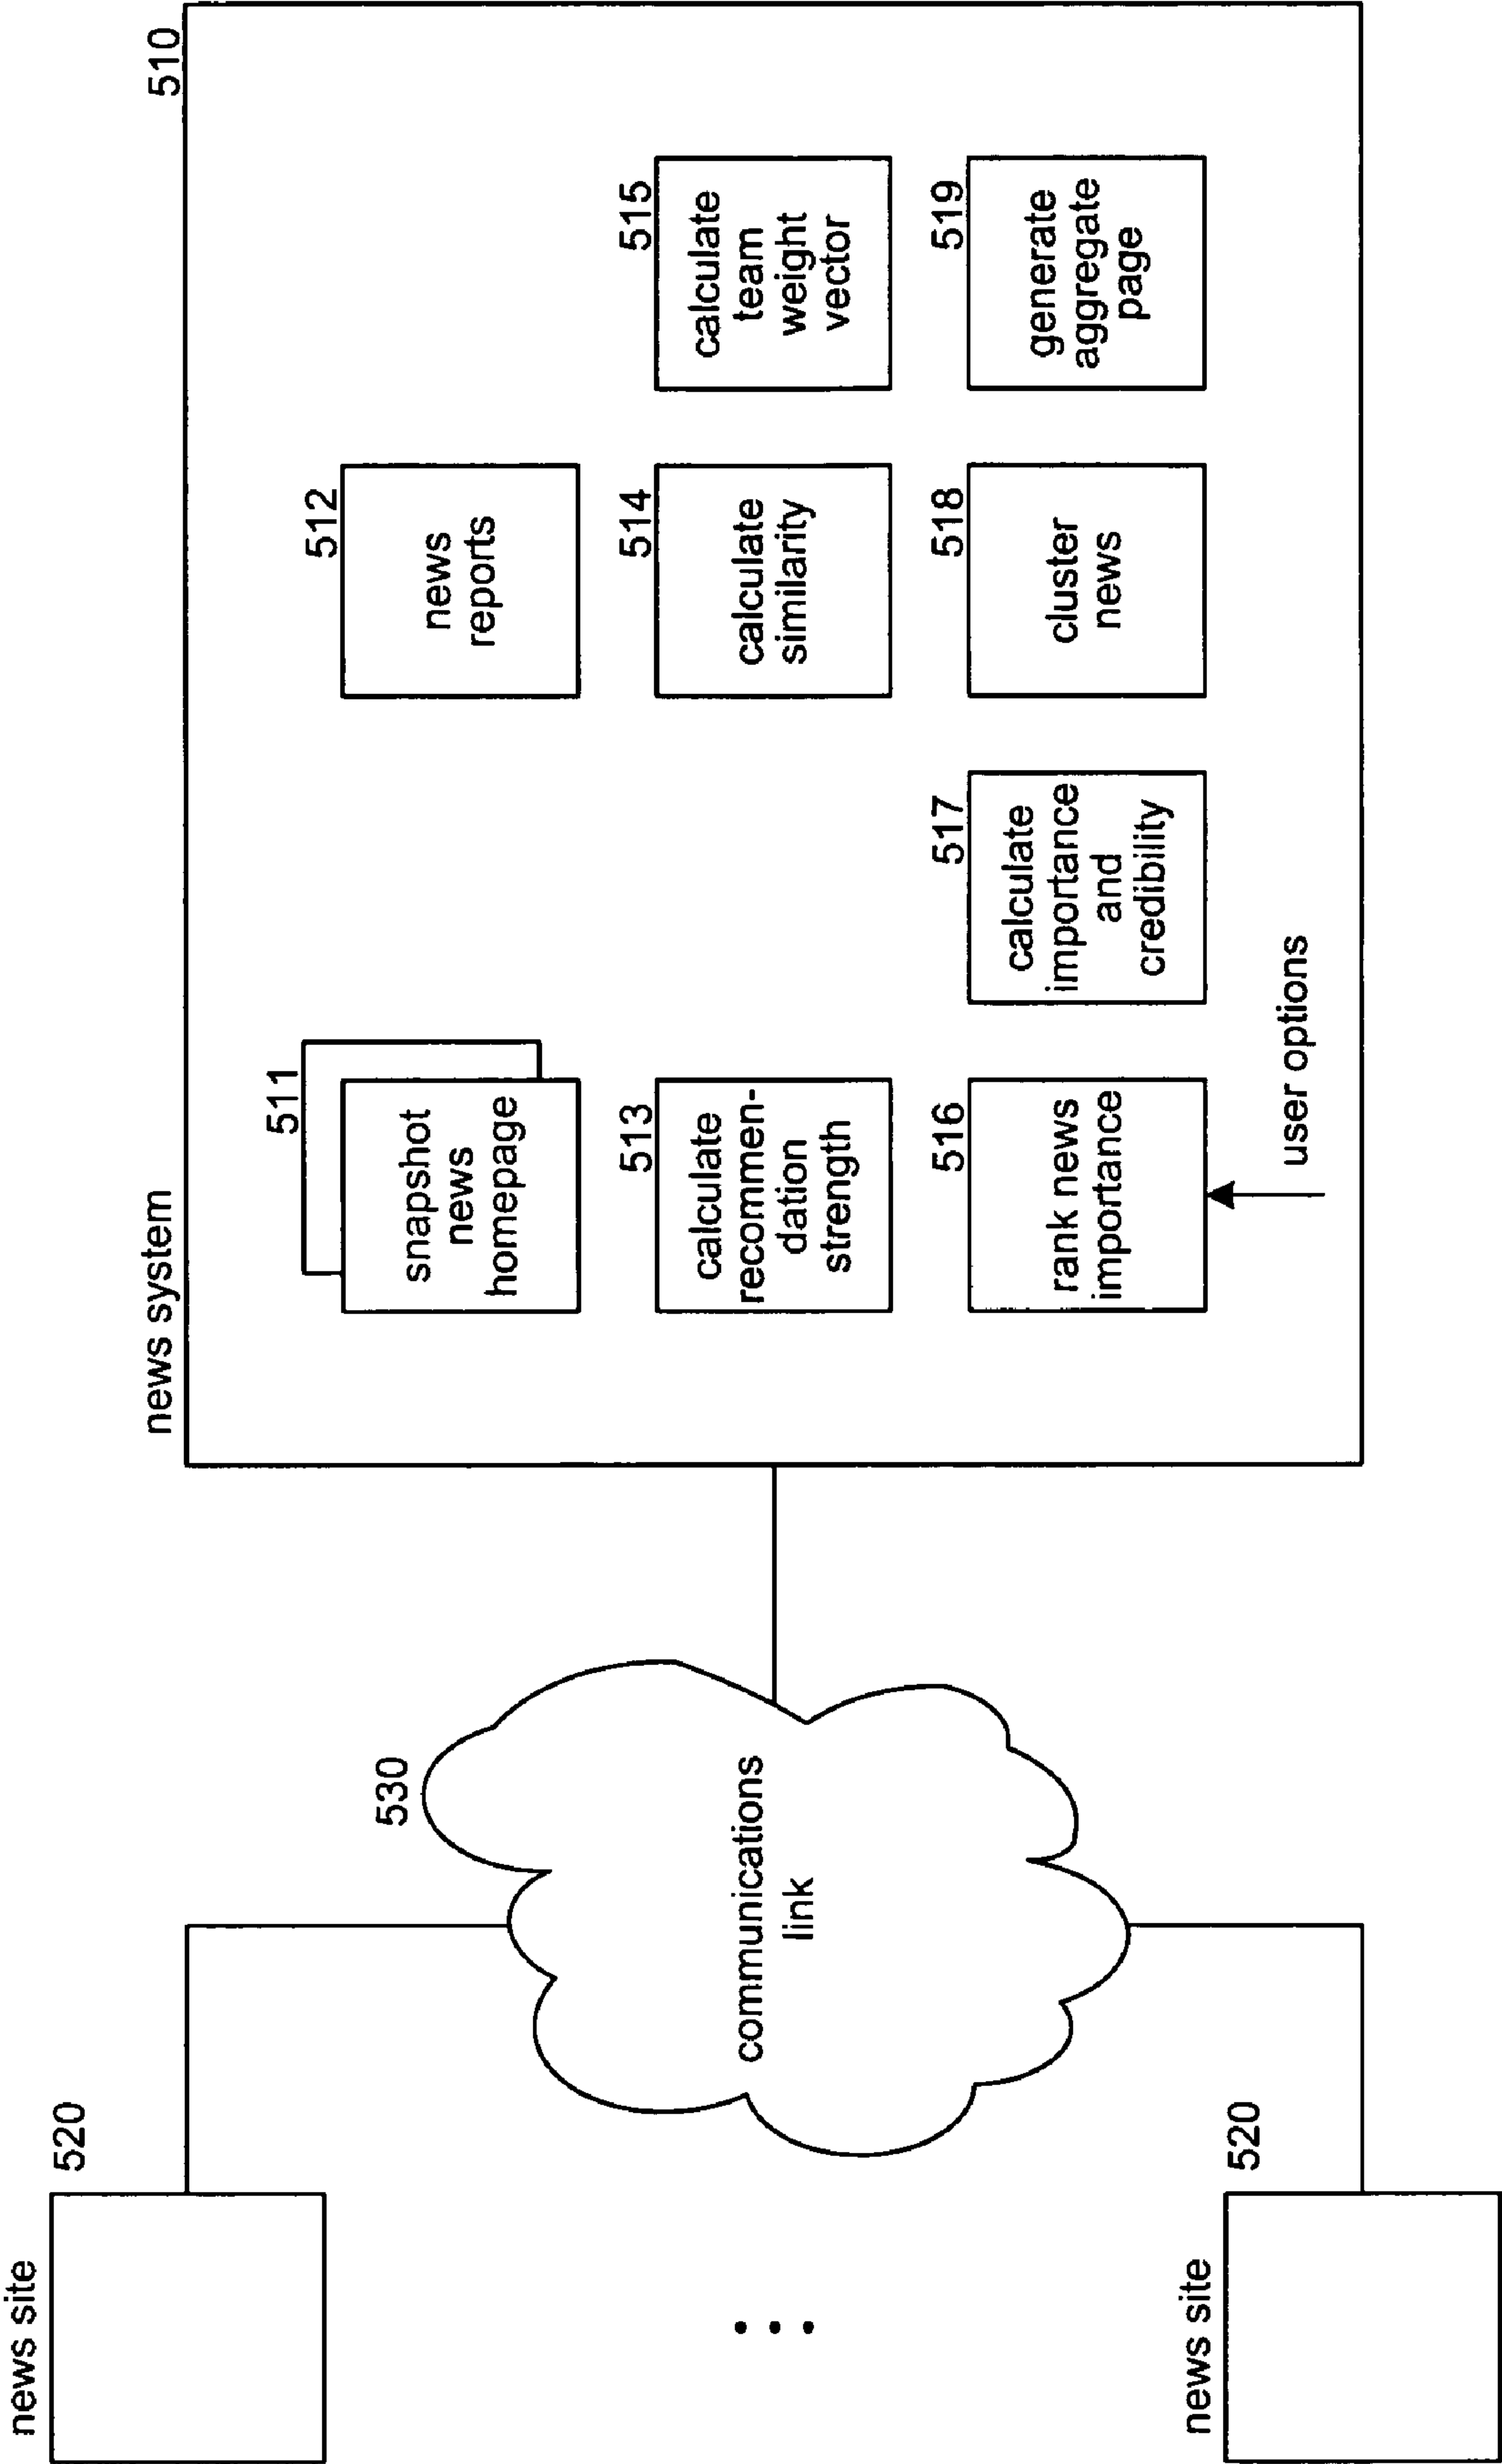 news site
520
news site
520
530
communications
link
news system
510
511
snapshot
news
homepage
512
news
reports
513
calculate
recommen-
dation
strength
514
calculate
similarity
515
calculate
team
weight
vector
516
rank news
importance
517
calculate
importance
and
credibility
518
cluster
news
519
generate
aggregate
page
user options